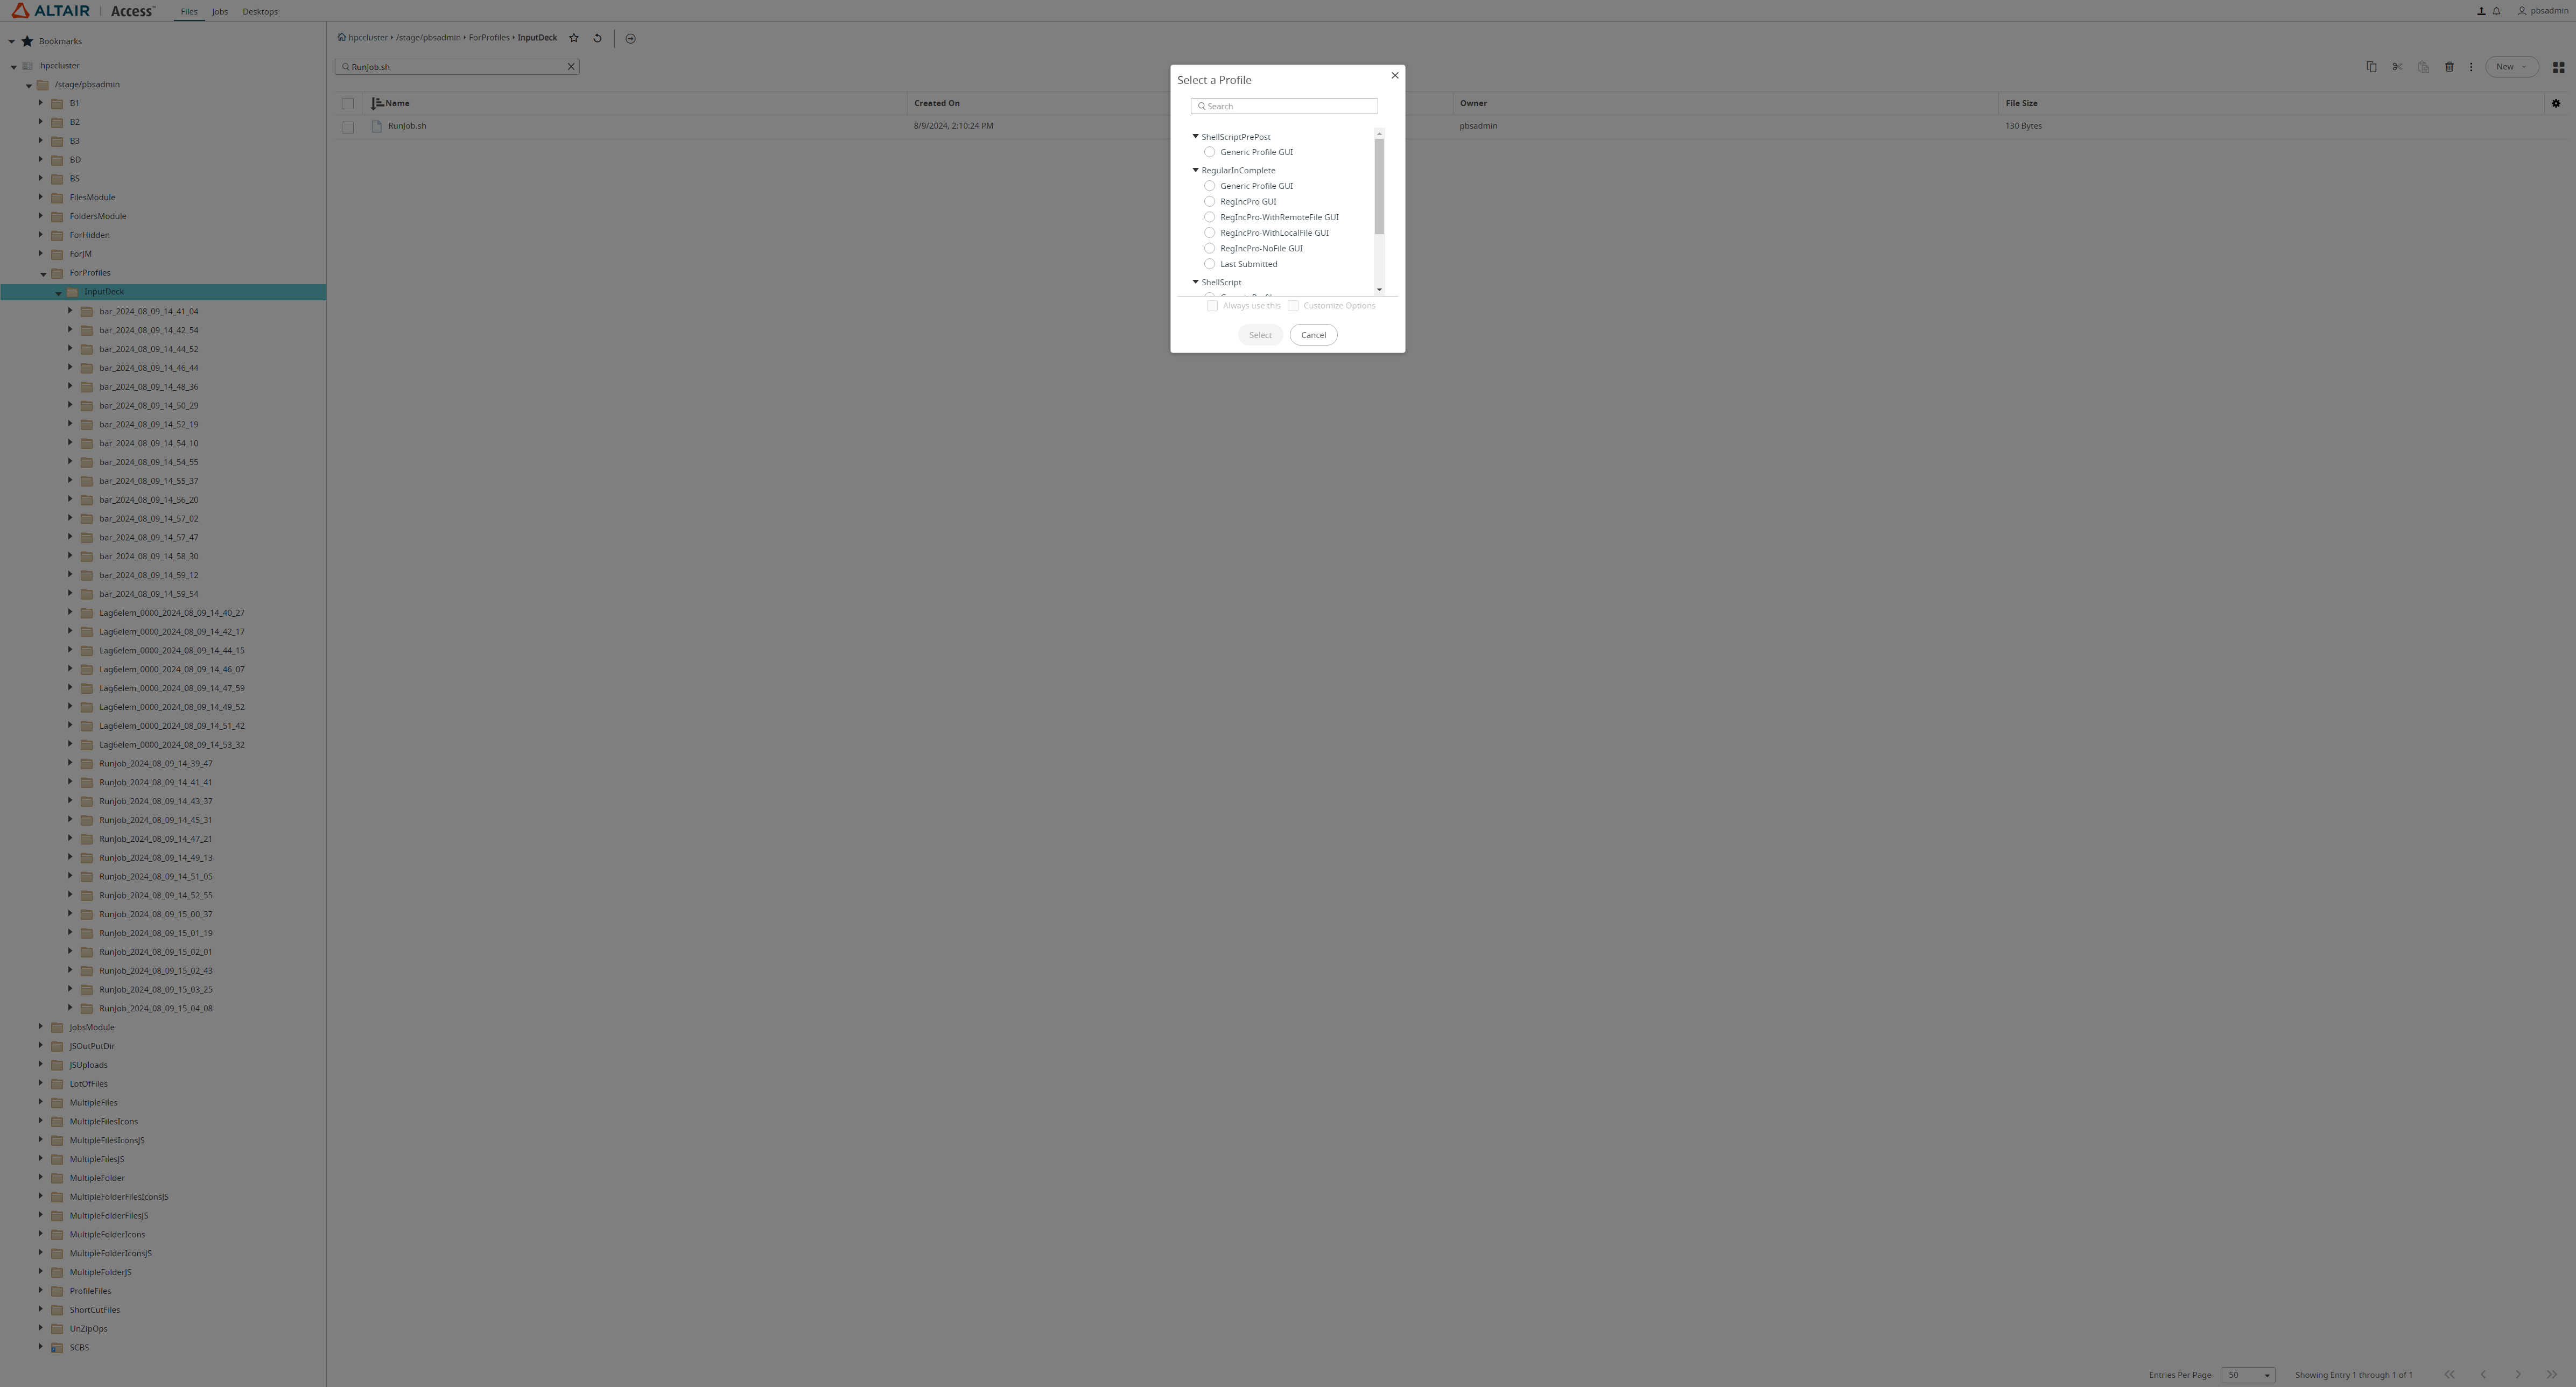 ALTAIR | Access™ Files Jobs Desktops pbsadmin
Bookmarks
hpccluster
/stage/pbsadmin
B1
B2
B3
BD
BS
FilesModule
FoldersModule
ForHidden
ForJM
ForProfiles
InputDeck
bar_2024_08_09_14_41_04
bar_2024_08_09_14_42_54
bar_2024_08_09_14_44_52
bar_2024_08_09_14_46_44
bar_2024_08_09_14_48_36
bar_2024_08_09_14_50_29
bar_2024_08_09_14_52_19
bar_2024_08_09_14_54_10
bar_2024_08_09_14_54_55
bar_2024_08_09_14_55_37
bar_2024_08_09_14_56_20
bar_2024_08_09_14_57_02
bar_2024_08_09_14_57_47
bar_2024_08_09_14_58_30
bar_2024_08_09_14_59_12
bar_2024_08_09_14_59_54
Lag6elem_0000_2024_08_09_14_40_27
Lag6elem_0000_2024_08_09_14_42_17
Lag6elem_0000_2024_08_09_14_44_15
Lag6elem_0000_2024_08_09_14_46_07
Lag6elem_0000_2024_08_09_14_47_59
Lag6elem_0000_2024_08_09_14_49_52
Lag6elem_0000_2024_08_09_14_51_42
Lag6elem_0000_2024_08_09_14_53_32
RunJob_2024_08_09_14_39_47
RunJob_2024_08_09_14_41_41
RunJob_2024_08_09_14_43_37
RunJob_2024_08_09_14_45_31
RunJob_2024_08_09_14_47_21
RunJob_2024_08_09_14_49_13
RunJob_2024_08_09_14_51_05
RunJob_2024_08_09_14_52_55
RunJob_2024_08_09_15_00_37
RunJob_2024_08_09_15_01_19
RunJob_2024_08_09_15_02_01
RunJob_2024_08_09_15_02_43
RunJob_2024_08_09_15_03_25
RunJob_2024_08_09_15_04_08
JobsModule
JSOutPutDir
JSUploads
LotOfFiles
MultipleFiles
MultipleFilesIcons
MultipleFilesIconsJS
MultipleFilesJS
MultipleFolder
MultipleFolderFilesIconsJS
MultipleFolderFilesJS
MultipleFolderIcons
MultipleFolderIconsJS
MultipleFolderJS
ProfileFiles
ShortCutFiles
UnZipOps
SCBS
hpccluster /stage/pbsadmin ForProfiles InputDeck
RunJob.sh
New
Name Created On Owner File Size
RunJob.sh 8/9/2024, 2:10:24 PM pbsadmin 130 Bytes
Select a Profile
Search
ShellScriptPrePost
Generic Profile GUI
RegularInComplete
Generic Profile GUI
RegIncPro GUI
RegIncPro-WithRemoteFile GUI
RegIncPro-WithLocalFile GUI
RegIncPro-NoFile GUI
Last Submitted
ShellScript
Always use this Customize Options
Select Cancel
Entries Per Page 50 Showing Entry 1 through 1 of 1